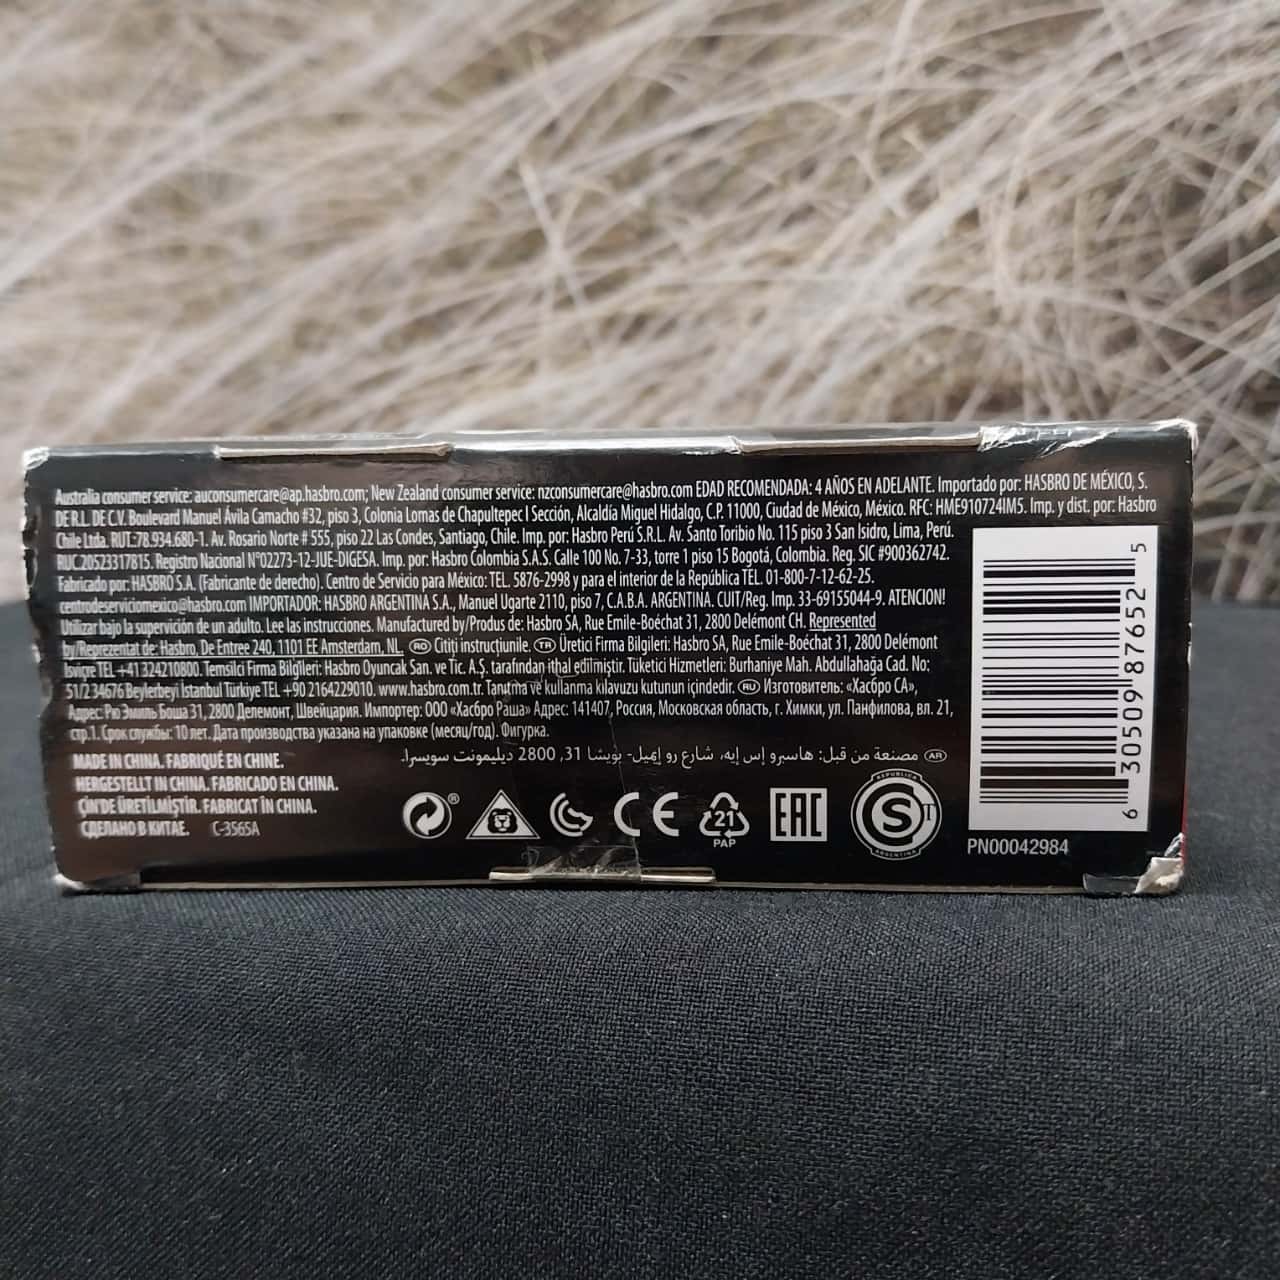 Australia consumer service: auconsumercare@ap.hasbro.com; New Zealand consumer service: nzconsumercare@hasbro.com EDAD RECOMENDADA: 4 AÑOS EN ADELANTE. Importado por: HASBRO DE MÉXICO, S.
DE R.L. DE C.V. Boulevard Manuel Ávila Camacho #32, piso 3, Colonia Lomas de Chapultepec I Sección, Alcaldía Miguel Hidalgo, C.P. 11000, Ciudad de México, México. RFC: HME910724IM5. Imp. y dist. por: Hasbro
Chile Ltda. RUT.:78.934.680-1. Av. Rosario Norte # 555, piso 22 Las Condes, Santiago, Chile. Imp. por: Hasbro Perú S.R.L. Av. Santo Toribio No. 115 piso 3 San Isidro, Lima, Perú.
RUC.20523317815. Registro Nacional N°02273-12-JUE-DIGESA. Imp. por: Hasbro Colombia S.A.S. Calle 100 No. 7-33, torre 1 piso 15 Bogotá, Colombia. Reg. SIC #900362742.
Fabricado por: HASBRO S.A. (Fabricante de derecho). Centro de Servicio para México: TEL. 5876-2998 y para el interior de la República TEL. 01-800-7-12-62-25.
centrodeserviciomexico@hasbro.com IMPORTADOR: HASBRO ARGENTINA S.A., Manuel Ugarte 2110, piso 7, C.A.B.A. ARGENTINA. CUIT/Reg. Imp. 33-69155044-9. ATENCION!
Utilizar bajo la supervisión de un adulto. Lee las instrucciones. Manufactured by/Produs de: Hasbro SA, Rue Emile-Boéchat 31, 2800 Delémont CH. Represented
by/Reprezentat de: Hasbro, De Entree 240, 1101 EE Amsterdam, NL. RO Citiți instrucțiunile. TR Üretici Firma Bilgileri: Hasbro SA, Rue Emile-Boéchat 31, 2800 Delémont
İsviçre TEL +41 324210800. Temsilci Firma Bilgileri: Hasbro Oyuncak San. ve Tic. A.Ş. tarafından ithal edilmiştir. Tüketici Hizmetleri: Burhaniye Mah. Abdullahağa Cad. No:
51/2 34676 Beylerbeyi İstanbul Türkiye TEL +90 2164229010. www.hasbro.com.tr. Tanıtma ve kullanma kılavuzu kutunun içindedir. RU Изготовитель: «Хасбро СА»,
Адрес: Рю Эмиль Боша 31, 2800 Делемонт, Швейцария. Импортер: ООО «Хасбро Раша» Адрес: 141407, Россия, Московская область, г. Химки, ул. Панфилова, вл. 21,
стр.1. Срок службы: 10 лет. Дата производства указана на упаковке (месяц/год). Фигурка.
AR مصنعة من قبل: هاسبرو إس إيه، شارع رو إميل- بويشا 31, 2800 ديليمونت سويسرا.
MADE IN CHINA. FABRIQUÉ EN CHINE.
HERGESTELLT IN CHINA. FABRICADO EN CHINA.
ÇİN'DE ÜRETİLMİŞTİR. FABRICAT ÎN CHINA.
СДЕЛАНО В КИТАЕ. C-3565A
® CE 21 PAP EAC REPUBLICA S T ARGENTINA
6 30509 87652 5
PN00042984